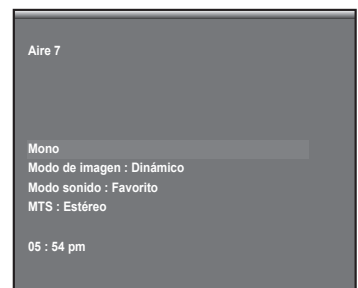 Aire 7
Mono
Modo de imagen : Dinámico
Modo sonido : Favorito
MTS : Estéreo
05 : 54 pm